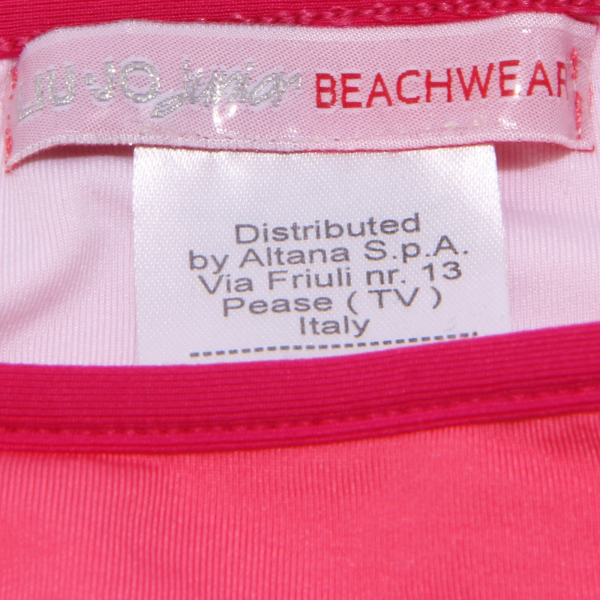 LIU·JO junior BEACHWEAR
Distributed
by Altana S.p.A.
Via Friuli nr. 13
Pease ( TV )
Italy